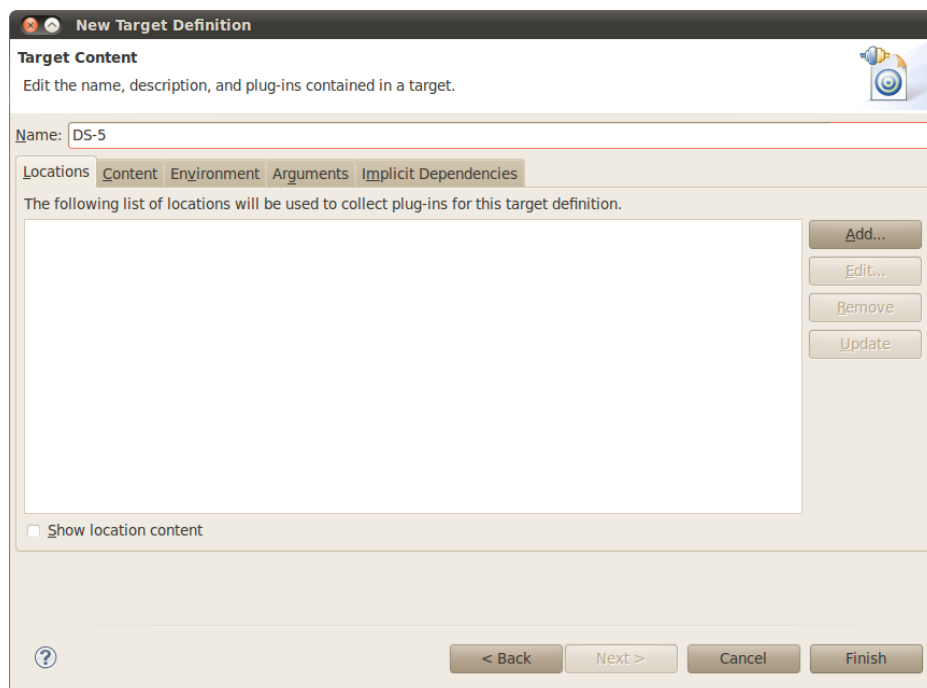 New Target Definition
Target Content
Edit the name, description, and plug-ins contained in a target.
Name: DS-5
Locations Content Environment Arguments Implicit Dependencies
The following list of locations will be used to collect plug-ins for this target definition.
Add...
Edit...
Remove
Update
Show location content
? < Back Next > Cancel Finish